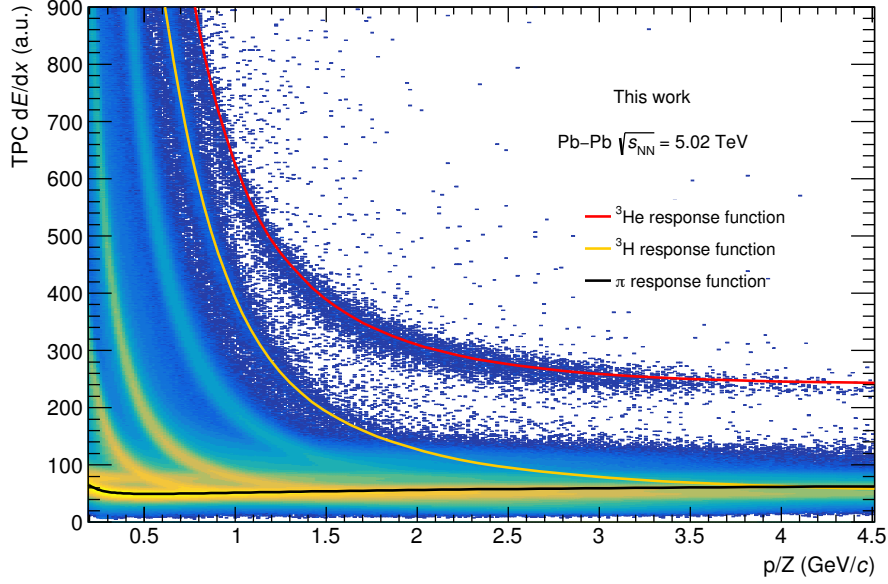 TPC dE/dx (a.u.)
900
800
700
600
500
400
300
200
100
0
This work
Pb−Pb √sNN = 5.02 TeV
³He response function
³H response function
π response function
0.5 1 1.5 2 2.5 3 3.5 4 4.5
p/Z (GeV/c)